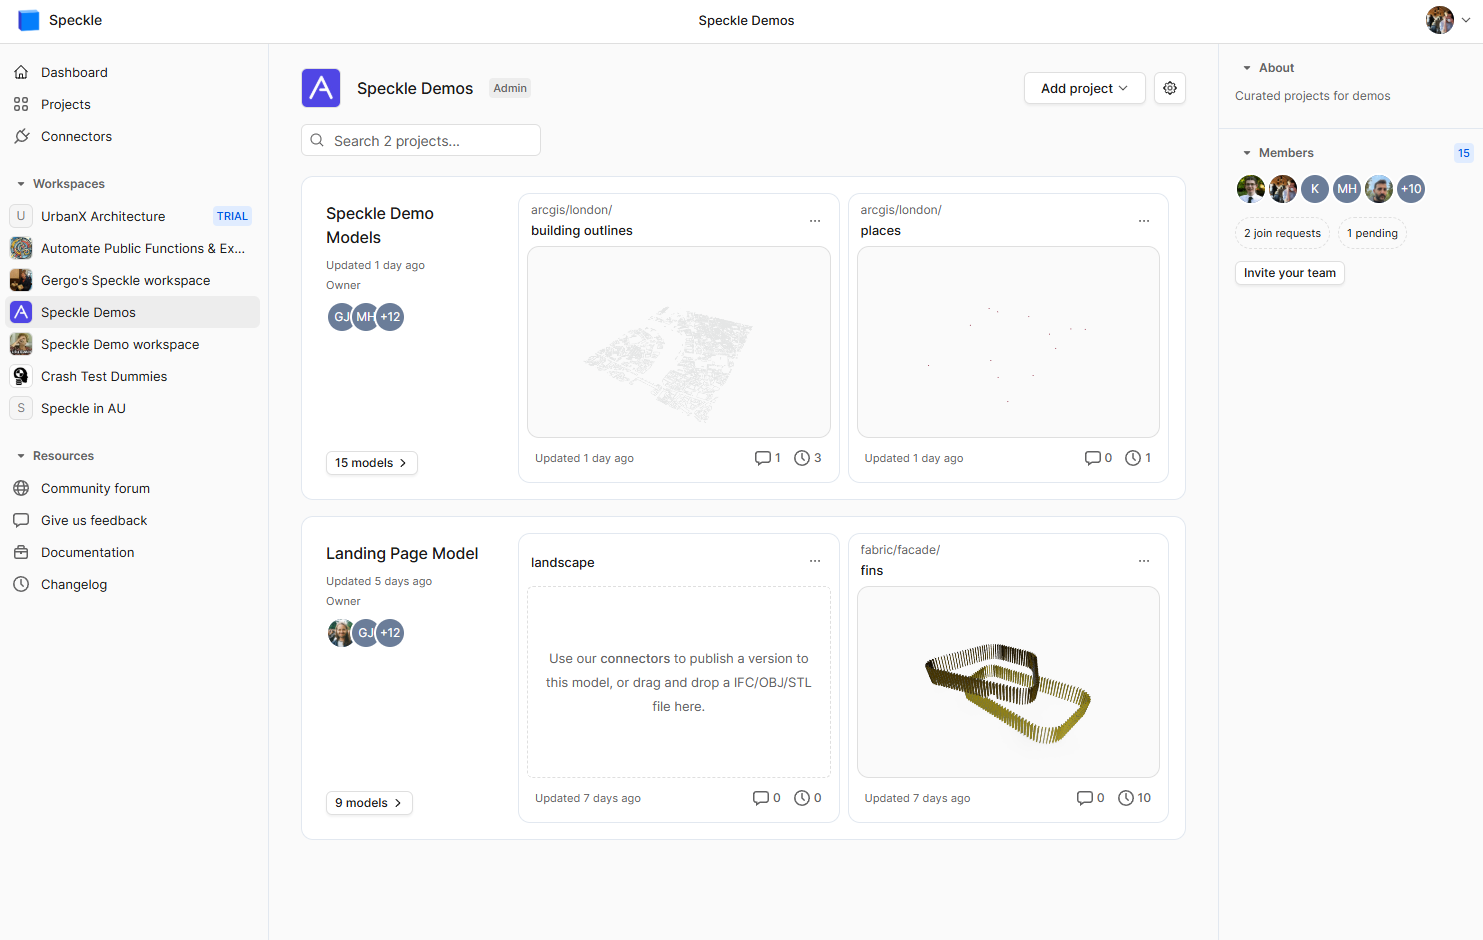 Speckle
Speckle Demos
Dashboard
Projects
Connectors
Workspaces
U UrbanX Architecture TRIAL
Automate Public Functions & Ex...
Gergo's Speckle workspace
Speckle Demos
Speckle Demo workspace
Crash Test Dummies
S Speckle in AU
Resources
Community forum
Give us feedback
Documentation
Changelog
Speckle Demos Admin
Add project
Search 2 projects...
Speckle Demo
Models
Updated 1 day ago
Owner
GJ MH +12
15 models
arcgis/london/
building outlines
Updated 1 day ago 1 3
arcgis/london/
places
Updated 1 day ago 0 1
Landing Page Model
Updated 5 days ago
Owner
GJ +12
9 models
landscape
Use our connectors to publish a version to
this model, or drag and drop a IFC/OBJ/STL
file here.
Updated 7 days ago 0 0
fabric/facade/
fins
Updated 7 days ago 0 10
About
Curated projects for demos
Members 15
K MH +10
2 join requests 1 pending
Invite your team